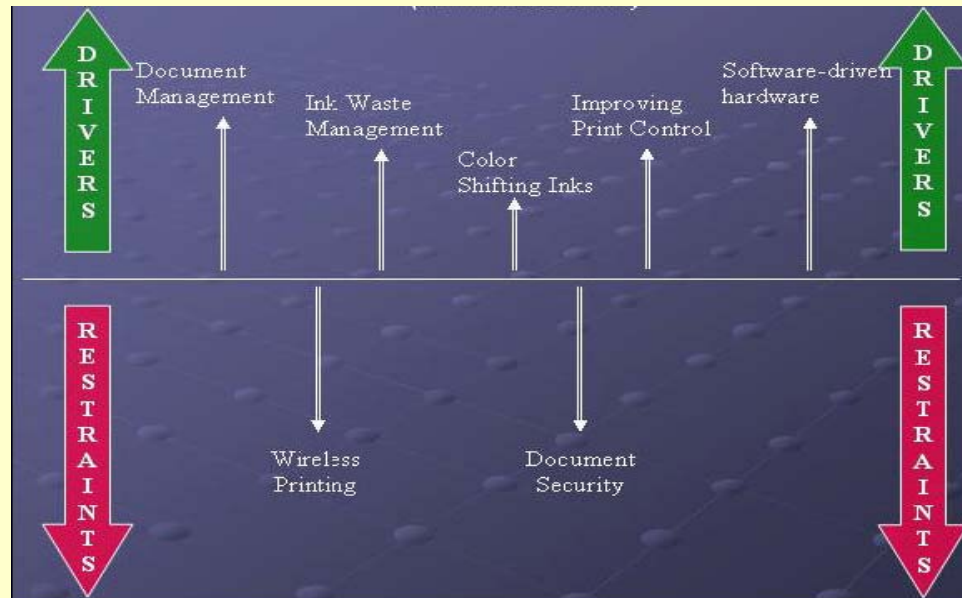 DRIVERS
DRIVERS
Document
Management
Ink Waste
Management
Color
Shifting Inks
Improving
Print Control
Software-driven
hardware
RESTRAINTS
RESTRAINTS
Wireless
Printing
Document
Security